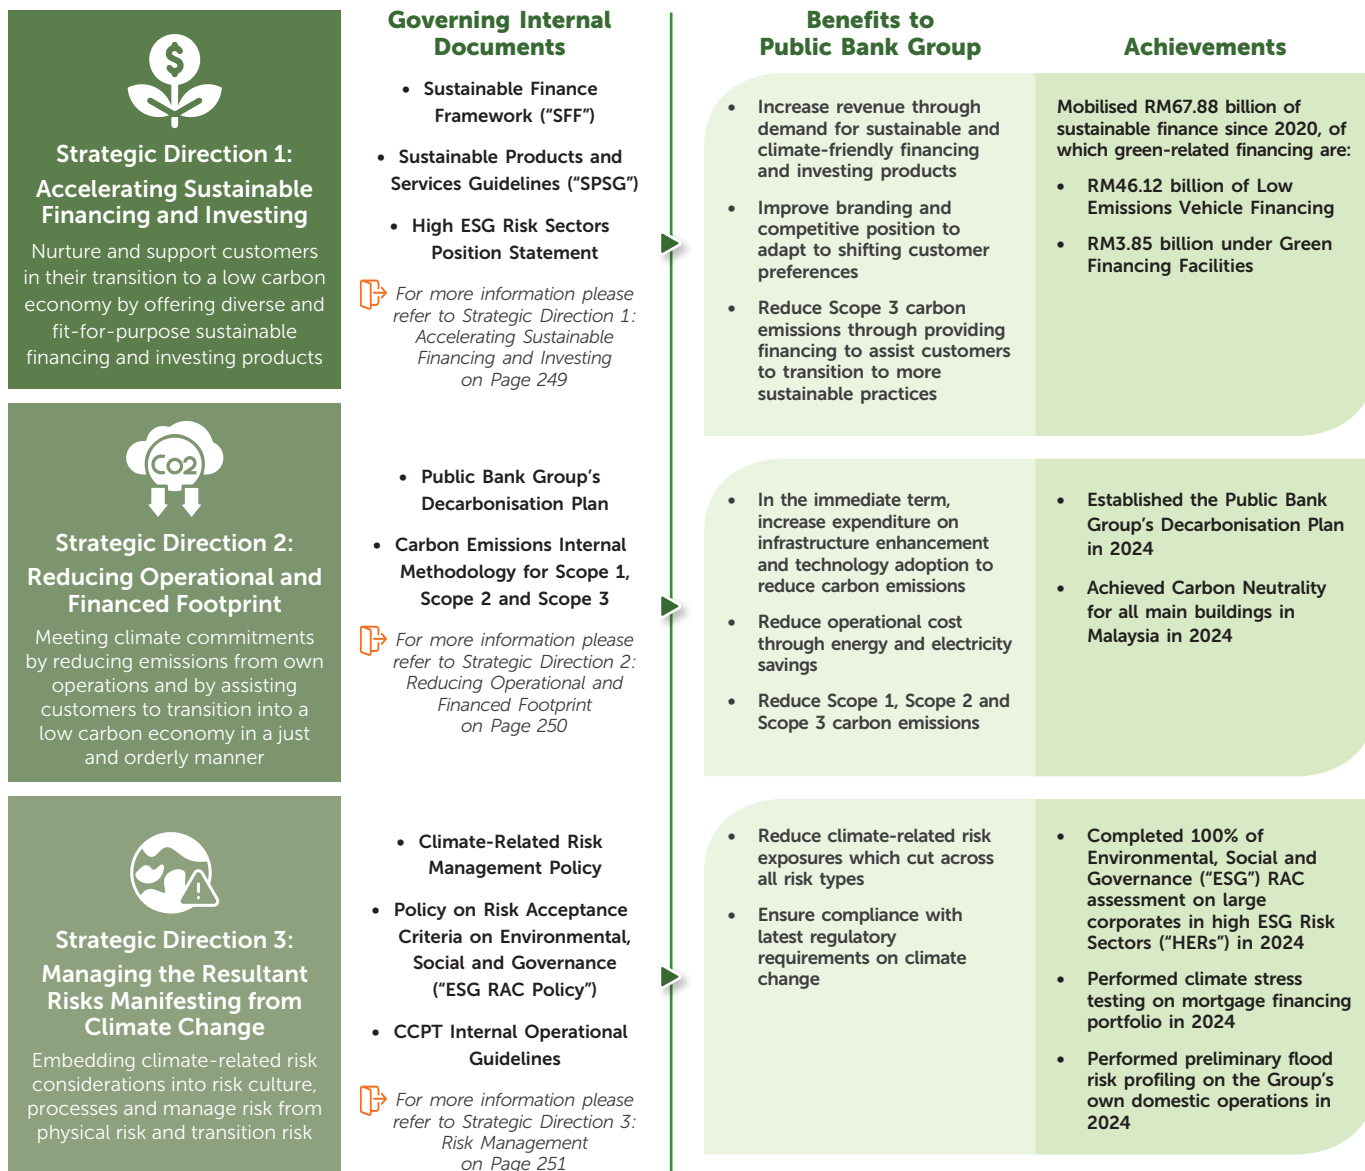 Governing Internal
Documents
Benefits to
Public Bank Group
Achievements
$
Strategic Direction 1:
Accelerating Sustainable
Financing and Investing
Nurture and support customers
in their transition to a low carbon
economy by offering diverse and
fit-for-purpose sustainable
financing and investing products
• Sustainable Finance
Framework (“SFF”)
• Sustainable Products and
Services Guidelines (“SPSG”)
• High ESG Risk Sectors
Position Statement
For more information please
refer to Strategic Direction 1:
Accelerating Sustainable
Financing and Investing
on Page 249
• Increase revenue through
demand for sustainable and
climate-friendly financing
and investing products
• Improve branding and
competitive position to
adapt to shifting customer
preferences
• Reduce Scope 3 carbon
emissions through providing
financing to assist customers
to transition to more
sustainable practices
Mobilised RM67.88 billion of
sustainable finance since 2020, of
which green-related financing are:
• RM46.12 billion of Low
Emissions Vehicle Financing
• RM3.85 billion under Green
Financing Facilities
CO2
Strategic Direction 2:
Reducing Operational and
Financed Footprint
Meeting climate commitments
by reducing emissions from own
operations and by assisting
customers to transition into a
low carbon economy in a just
and orderly manner
• Public Bank Group’s
Decarbonisation Plan
• Carbon Emissions Internal
Methodology for Scope 1,
Scope 2 and Scope 3
For more information please
refer to Strategic Direction 2:
Reducing Operational and
Financed Footprint
on Page 250
• In the immediate term,
increase expenditure on
infrastructure enhancement
and technology adoption to
reduce carbon emissions
• Reduce operational cost
through energy and electricity
savings
• Reduce Scope 1, Scope 2 and
Scope 3 carbon emissions
• Established the Public Bank
Group’s Decarbonisation Plan
in 2024
• Achieved Carbon Neutrality
for all main buildings in
Malaysia in 2024
Strategic Direction 3:
Managing the Resultant
Risks Manifesting from
Climate Change
Embedding climate-related risk
considerations into risk culture,
processes and manage risk from
physical risk and transition risk
• Climate-Related Risk
Management Policy
• Policy on Risk Acceptance
Criteria on Environmental,
Social and Governance
(“ESG RAC Policy”)
• CCPT Internal Operational
Guidelines
For more information please
refer to Strategic Direction 3:
Risk Management
on Page 251
• Reduce climate-related risk
exposures which cut across
all risk types
• Ensure compliance with
latest regulatory
requirements on climate
change
• Completed 100% of
Environmental, Social and
Governance (“ESG”) RAC
assessment on large
corporates in high ESG Risk
Sectors (“HERs”) in 2024
• Performed climate stress
testing on mortgage financing
portfolio in 2024
• Performed preliminary flood
risk profiling on the Group’s
own domestic operations in
2024